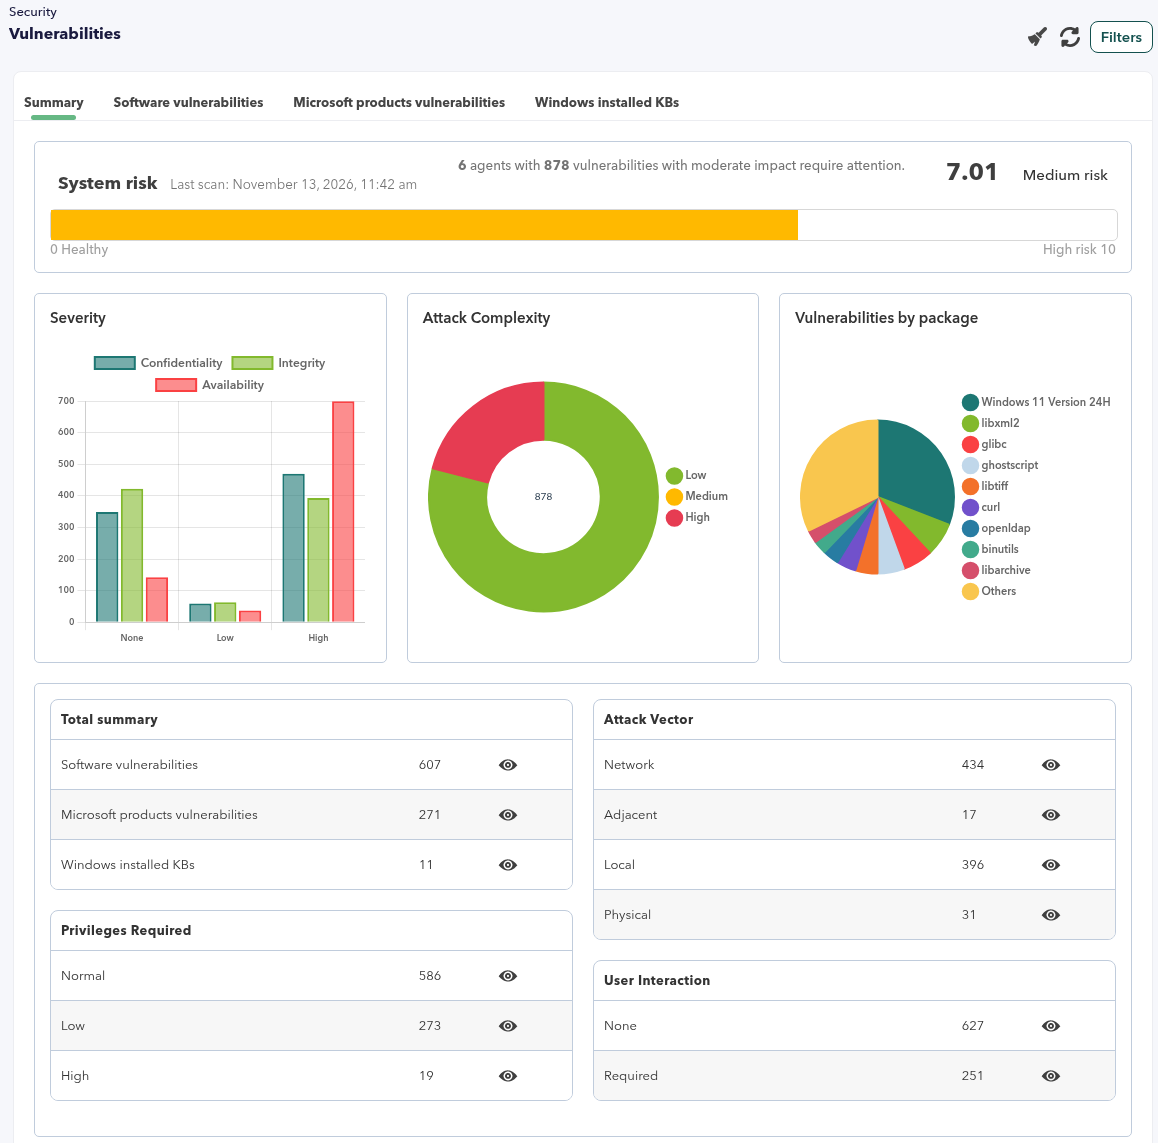 Security
Vulnerabilities
Filters
Summary
Software vulnerabilities
Microsoft products vulnerabilities
Windows installed KBs
System risk
Last scan: November 13, 2026, 11:42 am
6 agents with 878 vulnerabilities with moderate impact require attention.
7.01
Medium risk
0 Healthy
High risk 10
Severity
Confidentiality
Integrity
Availability
700
600
500
400
300
200
100
0
None
Low
High
Attack Complexity
878
Low
Medium
High
Vulnerabilities by package
Windows 11 Version 24H
libxml2
glibc
ghostscript
libtiff
curl
openldap
binutils
libarchive
Others
Total summary
Software vulnerabilities 607
Microsoft products vulnerabilities 271
Windows installed KBs 11
Privileges Required
Normal 586
Low 273
High 19
Attack Vector
Network 434
Adjacent 17
Local 396
Physical 31
User Interaction
None 627
Required 251